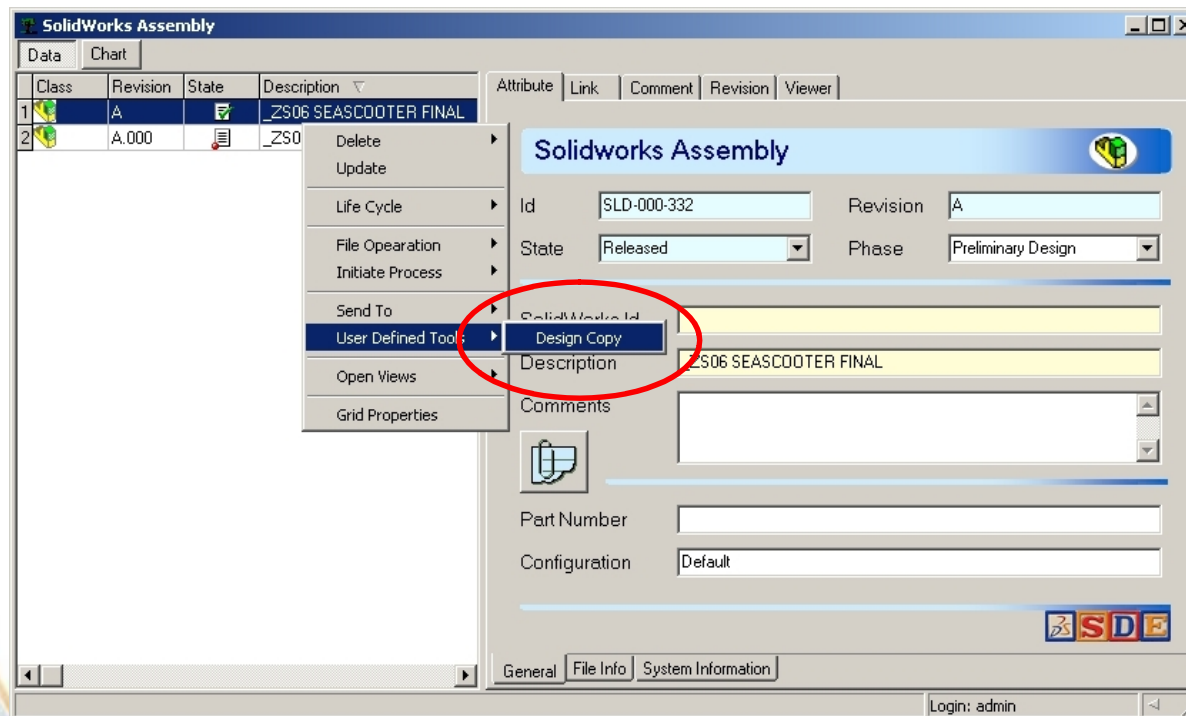 SolidWorks Assembly
Data Chart
Class Revision State Description
1 A _ZS06 SEASCOOTER FINAL
2 A.000 _ZS0
Delete
Update
Life Cycle
File Opearation
Initiate Process
Send To
User Defined Tools
Design Copy
Open Views
Grid Properties
Attribute Link Comment Revision Viewer
Solidworks Assembly
Id SLD-000-332 Revision A
State Released Phase Preliminary Design
SolidWorks Id
Description _ZS06 SEASCOOTER FINAL
Comments
Part Number
Configuration Default
SDE
General File Info System Information
Login: admin